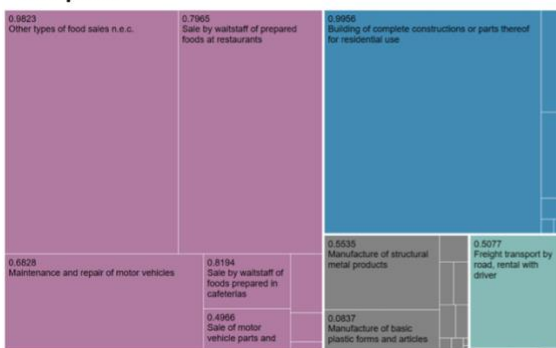 0.9823
Other types of food sales n.e.c.
0.7965
Sale by waitstaff of prepared
foods at restaurants
0.9956
Building of complete constructions or parts thereof
for residential use
0.6828
Maintenance and repair of motor vehicles
0.8194
Sale by waitstaff of
foods prepared in
cafeterias
0.4966
Sale of motor
vehicle parts and
0.5535
Manufacture of structural
metal products
0.0837
Manufacture of basic
plastic forms and articles
0.5077
Freight transport by
road, rental with
driver